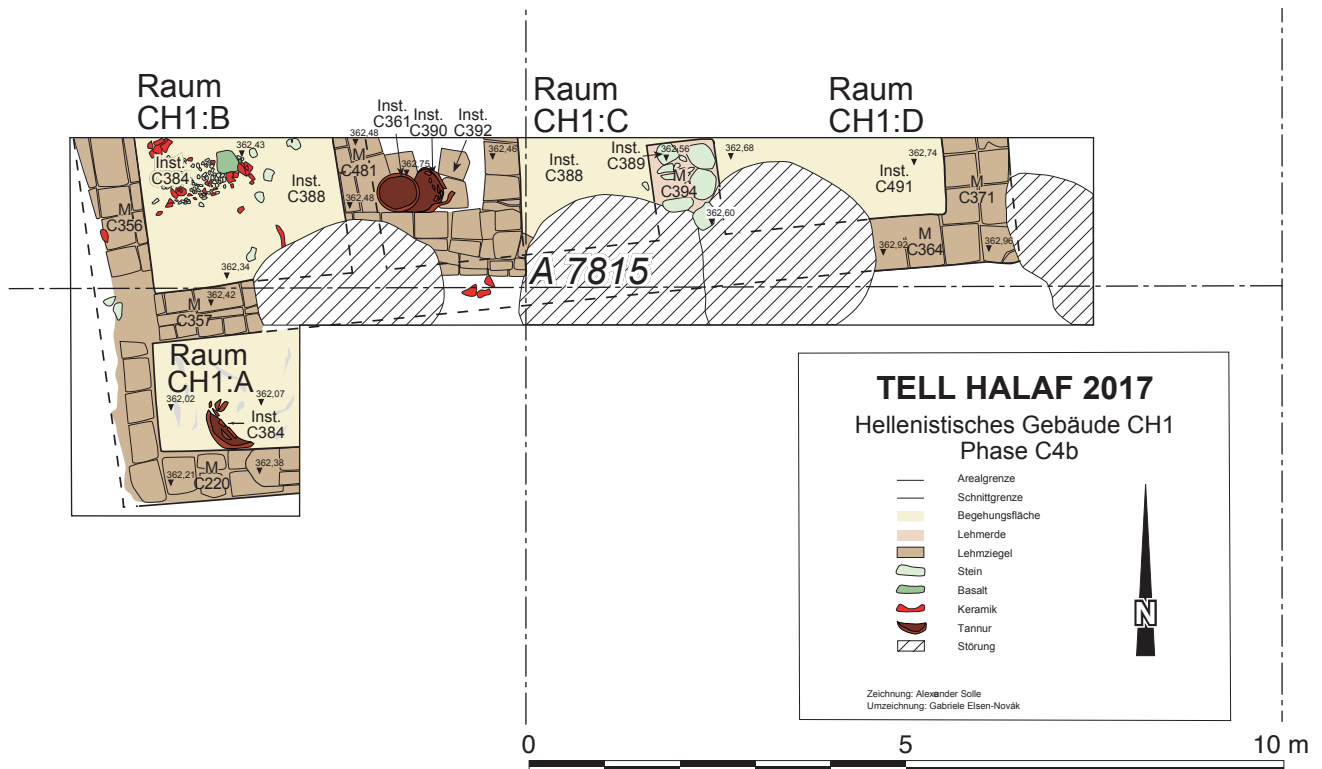 Raum
CH1:B
Raum
CH1:C
Raum
CH1:D
Inst.
C361
Inst.
C390
Inst.
C392
362,43
362,48
362,75
362,46
Inst.
C389
362,56
362,68
362,74
Inst.
C384
Inst.
C388
M
C481
362,48
Inst.
C388
M
C394
Inst.
C491
M
C371
M
C356
362,60
362,34
362,92
M
C364
362,96
A 7815
362,42
M
C357
Raum
CH1:A
362,02
362,07
Inst.
C384
362,21
M
C220
362,38
TELL HALAF 2017
Hellenistisches Gebäude CH1
Phase C4b
Arealgrenze
Schnittgrenze
Begehungsfläche
Lehmerde
Lehmziegel
Stein
Basalt
Keramik
Tannur
Störung
N
Zeichnung: Alexander Solle
Umzeichnung: Gabriele Elsen-Novák
0 5 10 m